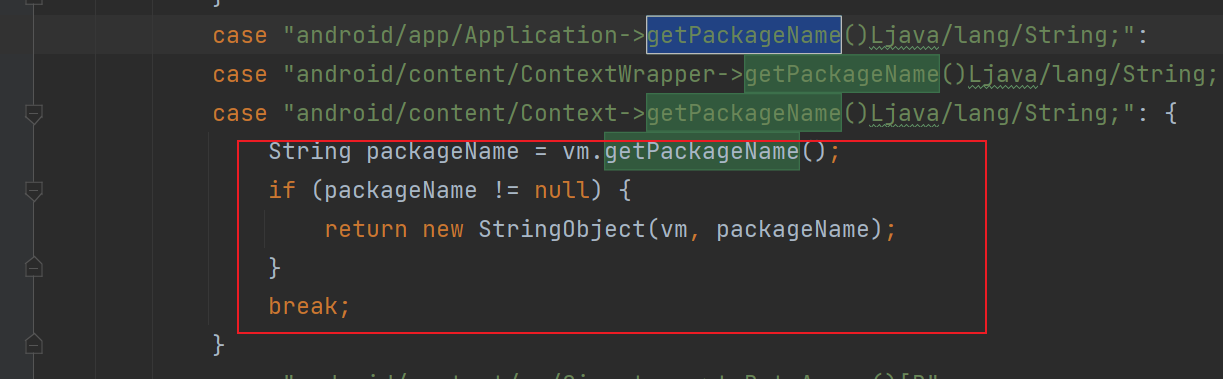 }
case "android/app/Application->getPackageName()Ljava/lang/String;":
case "android/content/ContextWrapper->getPackageName()Ljava/lang/String;
case "android/content/Context->getPackageName()Ljava/lang/String;": {
String packageName = vm.getPackageName();
if (packageName != null) {
return new StringObject(vm, packageName);
}
break;
}